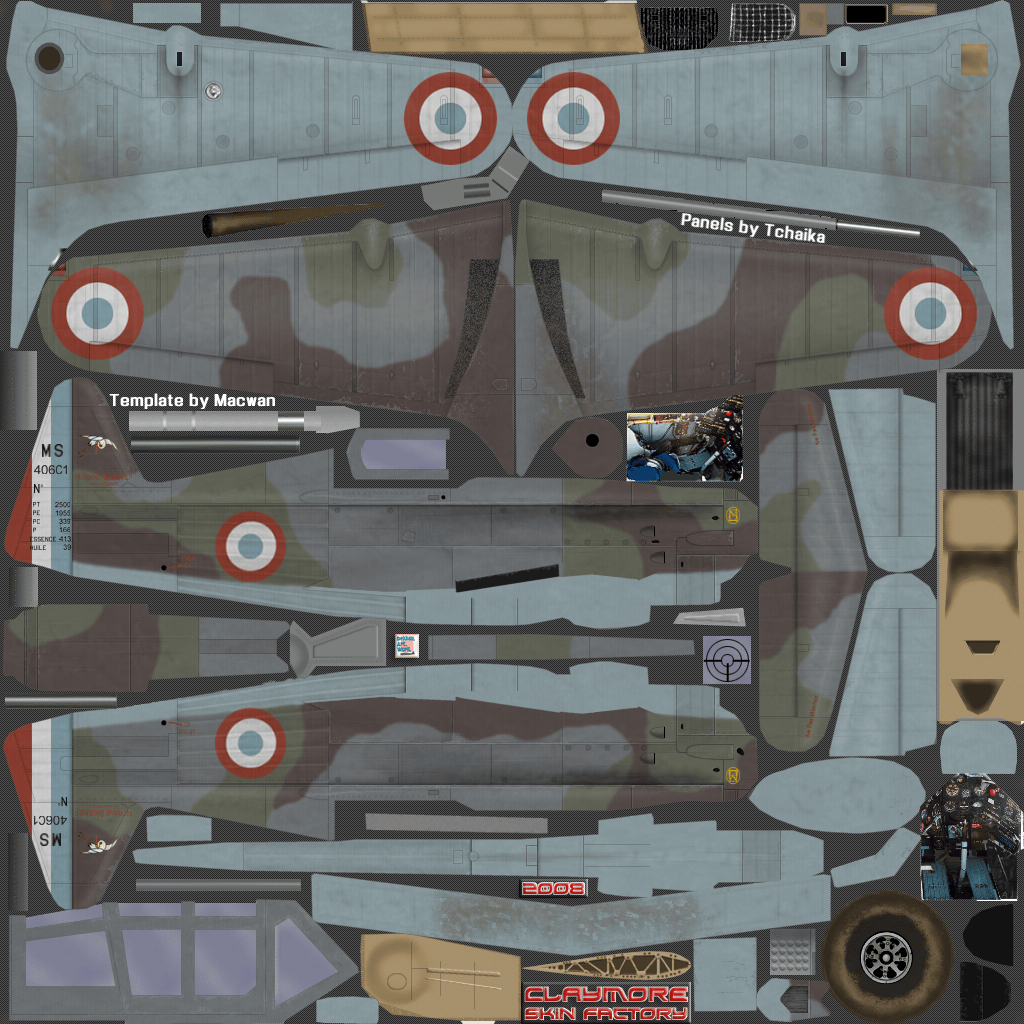 Panels by Tchaika
Template by Macwan
MS
406C1
N°
PT 2500
PE 1955
PC 339
P 166
ESSENCE 413
HUILE 39
N°
406C1
MS
2008
CLAYMORE
SKIN FACTORY